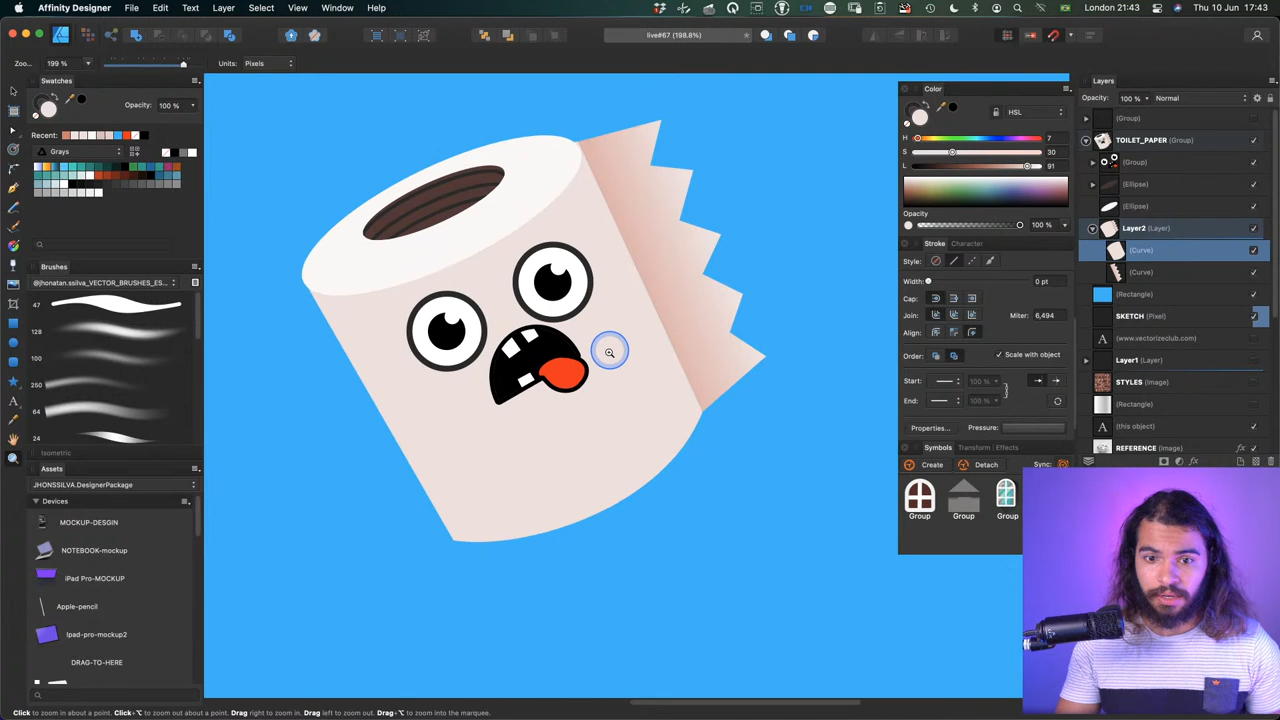 Affinity Designer File Edit Text Layer Select View Window Help London 21:43 Thu 10 Jun 17:43
live#67 (198.8%)
Zoo... 199 % Units: Pixels
Swatches
Opacity: 100 %
Recent:
Grays
Brushes
@jhonatan.ssilva_VECTOR_BRUSHES_ES...
47
128
100
250
64
24
Isometric
Assets
JHONSSILVA.DesignerPackage
Devices
MOCKUP-DESGIN
NOTEBOOK-mockup
iPad Pro-MOCKUP
Apple-pencil
Ipad-pro-mockup2
DRAG-TO-HERE
Color
HSL
H 7
S 30
L 91
Opacity
100 %
Stroke Character
Style:
Width: 0 pt
Cap:
Join: Miter: 6,494
Align:
Order: Scale with object
Start: 100 %
End: 100 %
Properties... Pressure:
Symbols Transform Effects
Create Detach Sync:
Group Group Group
Layers
Opacity: 100 % Normal
(Group)
TOILET_PAPER (Group)
(Group)
(Ellipse)
(Ellipse)
Layer2 (Layer)
(Curve)
(Curve)
(Rectangle)
SKETCH (Pixel)
(www.vectorizeclub.com)
Layer1 (Layer)
STYLES (Image)
(Rectangle)
(this object)
REFERENCE (Image)
Click to zoom in about a point. Click+⌥ to zoom out about a point. Drag right to zoom in. Drag left to zoom out. Drag+⌥ to zoom into the marquee.